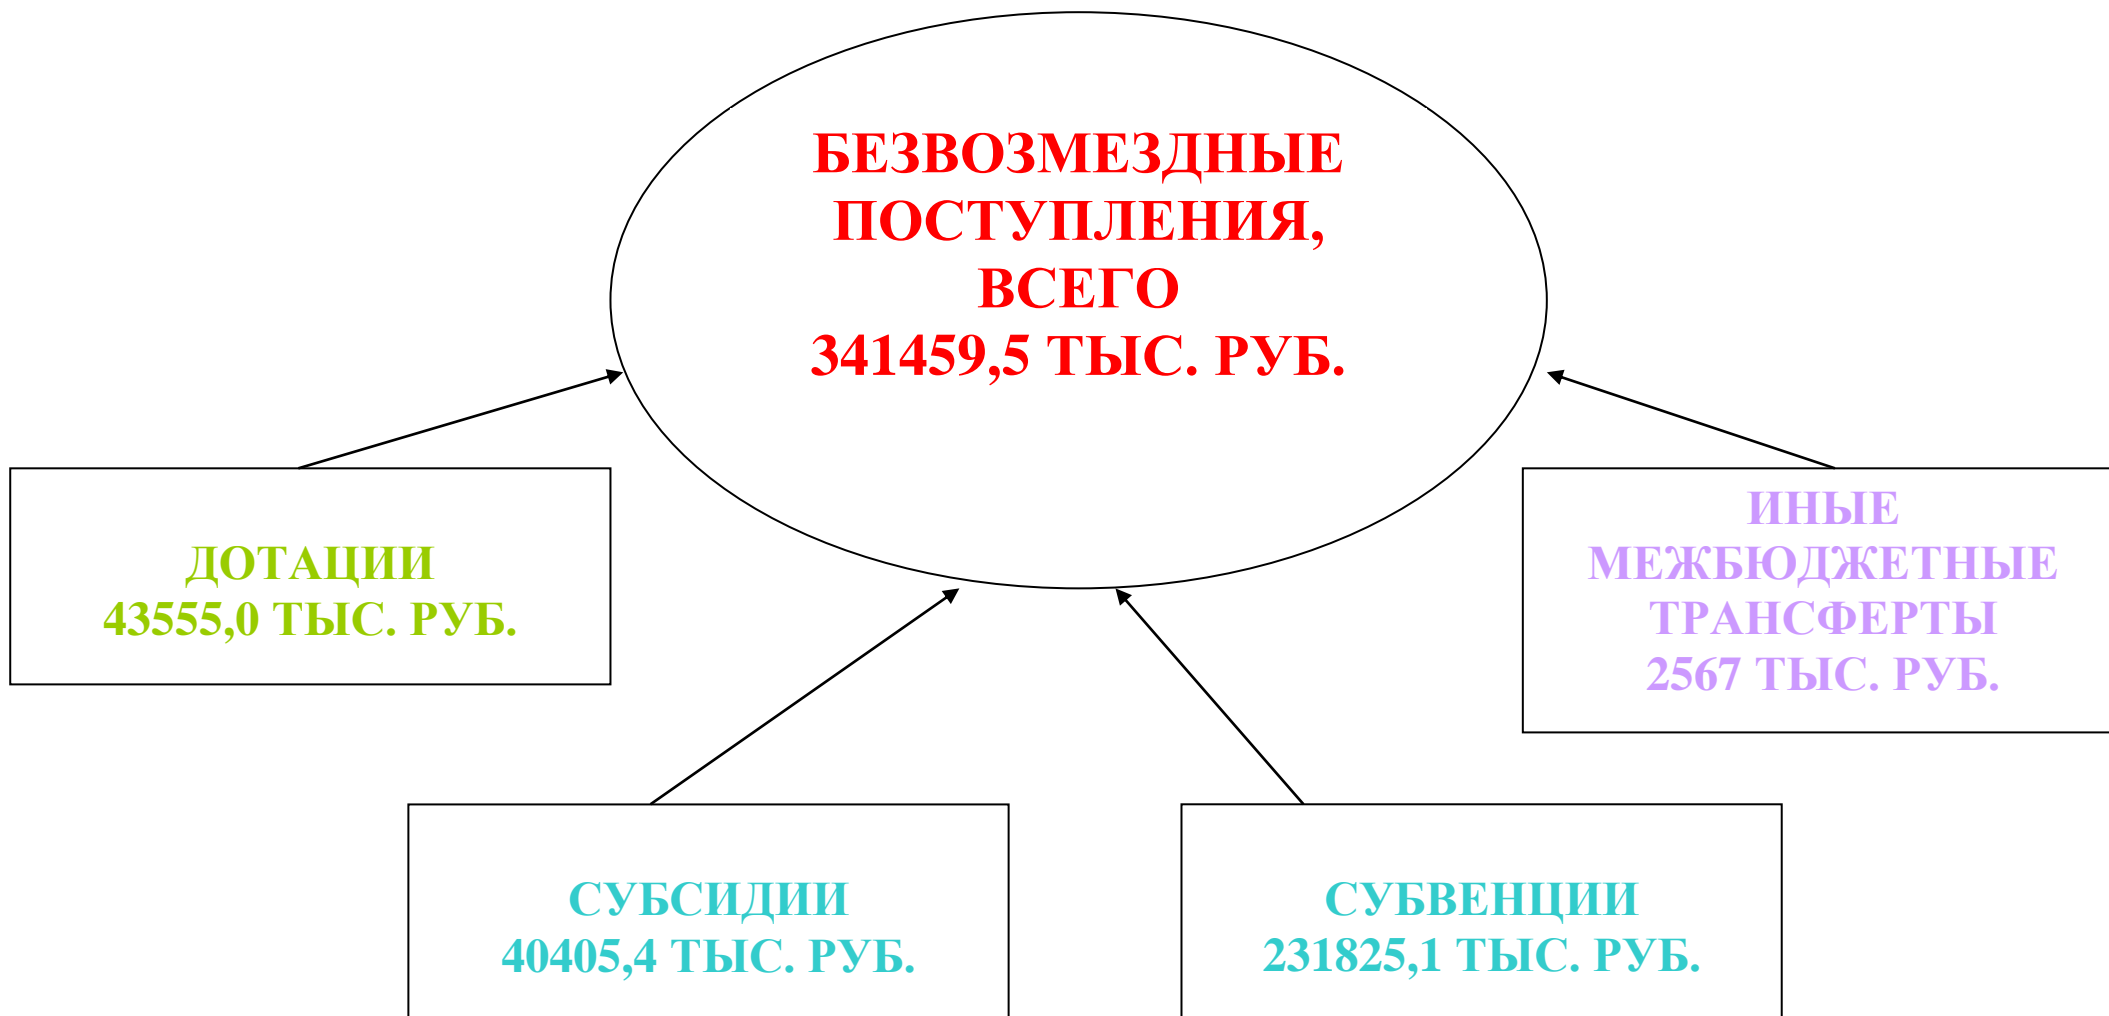 БЕЗВОЗМЕЗДНЫЕ
ПОСТУПЛЕНИЯ,
ВСЕГО
341459,5 ТЫС. РУБ.
ДОТАЦИИ
43555,0 ТЫС. РУБ.
ИНЫЕ
МЕЖБЮДЖЕТНЫЕ
ТРАНСФЕРТЫ
2567 ТЫС. РУБ.
СУБСИДИИ
40405,4 ТЫС. РУБ.
СУБВЕНЦИИ
231825,1 ТЫС. РУБ.